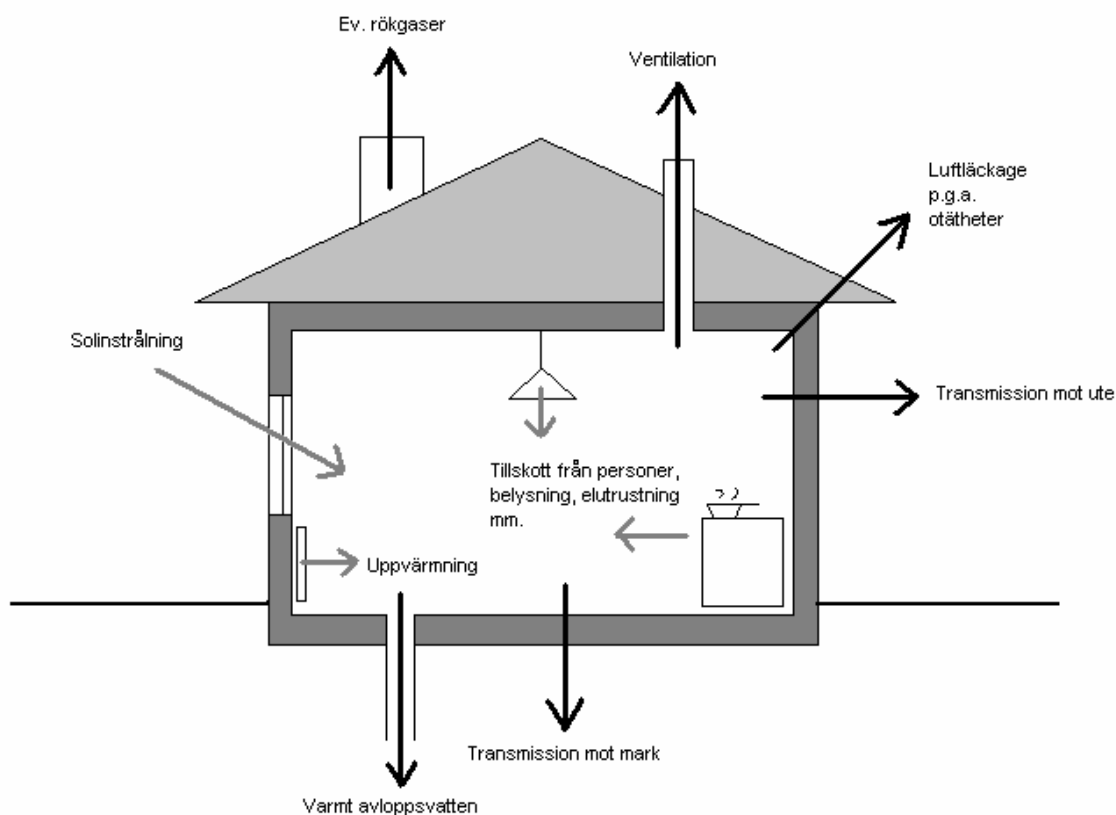 Ev. rökgaser
Ventilation
Luftläckage
p.g.a.
otätheter
Solinstrålning
Transmission mot ute
Tillskott från personer,
belysning, elutrustning
mm.
Uppvärmning
Transmission mot mark
Varmt avloppsvatten